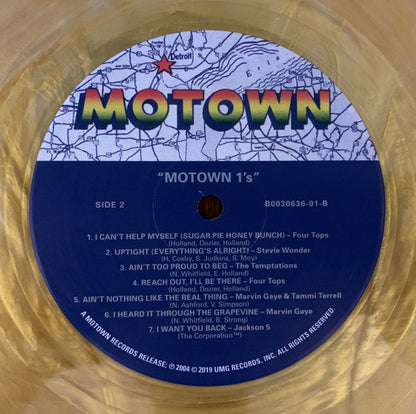 Detroit
Erie
MOTOWN
"MOTOWN 1's"
SIDE 2 B0030636-01-B
1. I CAN'T HELP MYSELF (SUGAR PIE HONEY BUNCH) – Four Tops
(Holland, Dozier, Holland)
2. UPTIGHT (EVERYTHING'S ALRIGHT) – Stevie Wonder
(H. Cosby, S. Judkins, S. Moy)
3. AIN'T TOO PROUD TO BEG – The Temptations
(N. Whitfield, E. Holland)
4. REACH OUT, I'LL BE THERE – Four Tops
(Holland, Dozier, Holland)
5. AIN'T NOTHING LIKE THE REAL THING – Marvin Gaye & Tammi Terrell
(N. Ashford, V. Simpson)
6. I HEARD IT THROUGH THE GRAPEVINE – Marvin Gaye
(N. Whitfield, B. Strong)
7. I WANT YOU BACK – Jackson 5
(The Corporation™)
A MOTOWN RECORDS RELEASE; ℗ 2004 © 2019 UMG RECORDS, INC. ALL RIGHTS RESERVED.